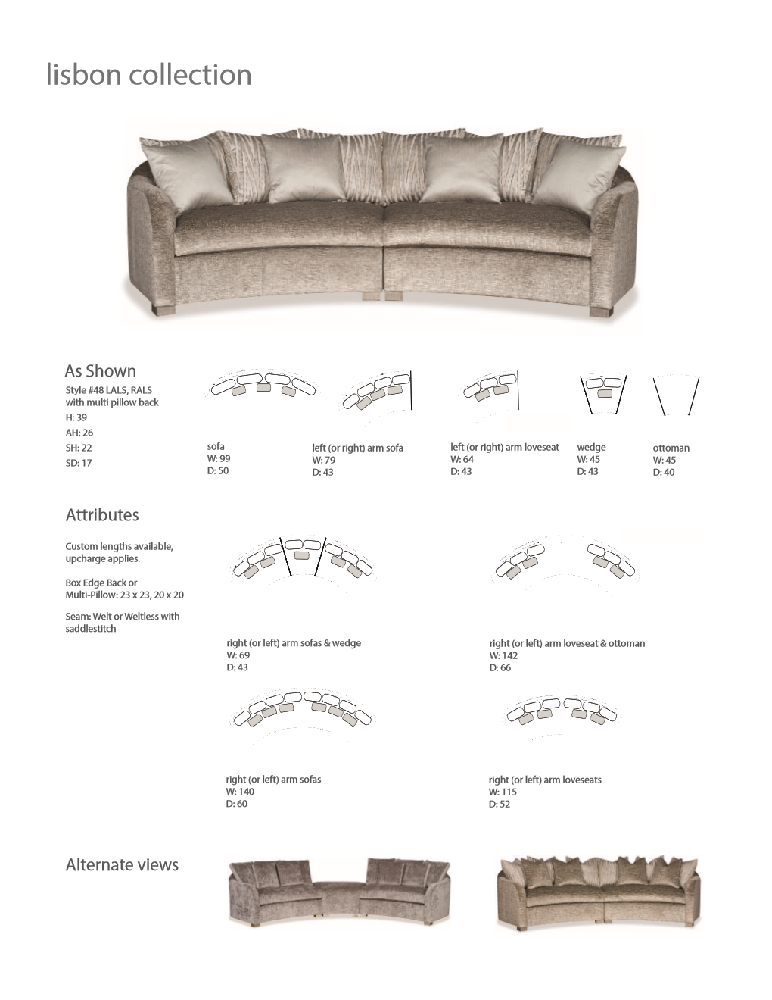 lisbon collection
As Shown
Style #48 LALS, RALS
with multi pillow back
H: 39
AH: 26
SH: 22
SD: 17
sofa
W: 99
D: 50
left (or right) arm sofa
W: 79
D: 43
left (or right) arm loveseat
W: 64
D: 43
wedge
W: 45
D: 43
ottoman
W: 45
D: 40
Attributes
Custom lengths available,
upcharge applies.
Box Edge Back or
Multi-Pillow: 23 x 23, 20 x 20
Seam: Welt or Weltless with
saddlestitch
right (or left) arm sofas & wedge
W: 69
D: 43
right (or left) arm loveseat & ottoman
W: 142
D: 66
right (or left) arm sofas
W: 140
D: 60
right (or left) arm loveseats
W: 115
D: 52
Alternate views